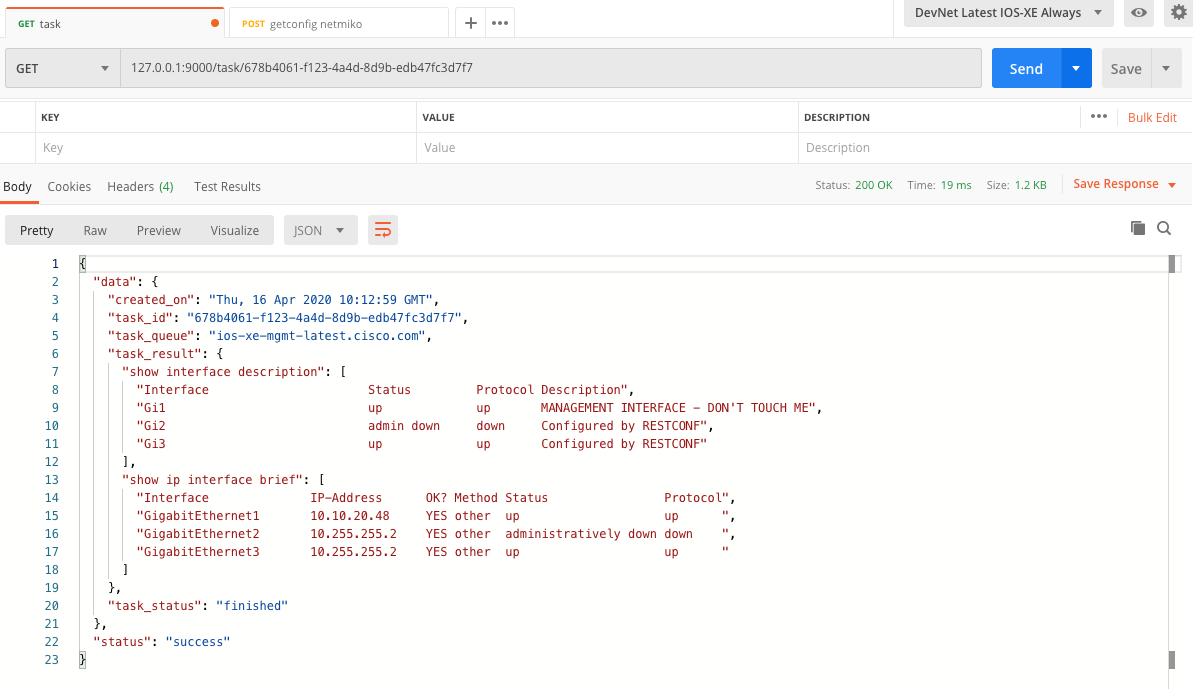 GET task
POST getconfig netmiko
DevNet Latest IOS-XE Always
GET 127.0.0.1:9000/task/678b4061-f123-4a4d-8d9b-edb47fc3d7f7 Send Save
KEY VALUE DESCRIPTION ••• Bulk Edit
Key Value Description
Body Cookies Headers (4) Test Results Status: 200 OK Time: 19 ms Size: 1.2 KB Save Response
Pretty Raw Preview Visualize JSON
1 {
2 "data": {
3 "created_on": "Thu, 16 Apr 2020 10:12:59 GMT",
4 "task_id": "678b4061-f123-4a4d-8d9b-edb47fc3d7f7",
5 "task_queue": "ios-xe-mgmt-latest.cisco.com",
6 "task_result": {
7 "show interface description": [
8 "Interface                      Status         Protocol Description",
9 "Gi1                            up             up       MANAGEMENT INTERFACE - DON'T TOUCH ME",
10 "Gi2                            admin down     down     Configured by RESTCONF",
11 "Gi3                            up             up       Configured by RESTCONF"
12 ],
13 "show ip interface brief": [
14 "Interface              IP-Address      OK? Method Status                Protocol",
15 "GigabitEthernet1       10.10.20.48     YES other  up                    up      ",
16 "GigabitEthernet2       10.255.255.2    YES other  administratively down down    ",
17 "GigabitEthernet3       10.255.255.2    YES other  up                    up      "
18 ]
19 },
20 "task_status": "finished"
21 },
22 "status": "success"
23 }